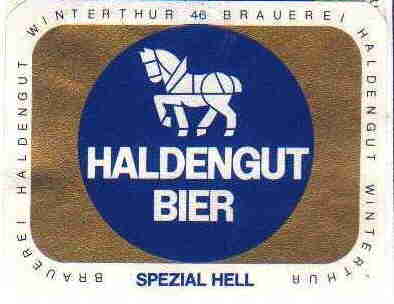 WINTERTHUR 46 BRAUEREI HALDENGUT WINTERTHUR
BRAUEREI HALDENGUT
HALDENGUT
BIER
SPEZIAL HELL